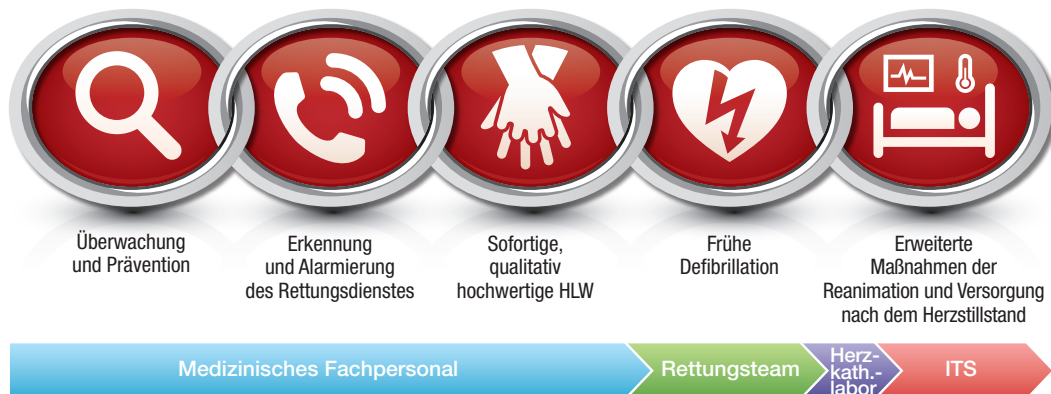 Überwachung
und Prävention
Erkennung
und Alarmierung
des Rettungsdienstes
Sofortige,
qualitativ
hochwertige HLW
Frühe
Defibrillation
Erweiterte
Maßnahmen der
Reanimation und Versorgung
nach dem Herzstillstand
Medizinisches Fachpersonal
Rettungsteam
Herz-
kath.-
labor
ITS